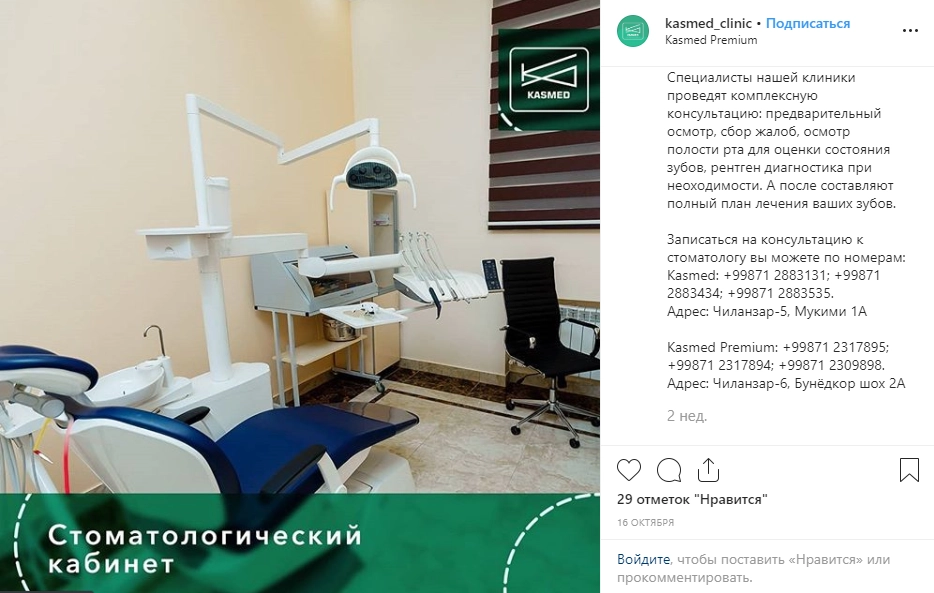 KASMED
Стоматологический
кабинет
kasmed_clinic • Подписаться
Kasmed Premium
Специалисты нашей клиники
проведят комплексную
консультацию: предварительный
осмотр, сбор жалоб, осмотр
полости рта для оценки состояния
зубов, рентген диагностика при
неоходимости. А после составляют
полный план лечения ваших зубов.
Записаться на консультацию к
стоматологу вы можете по номерам:
Kasmed: +99871 2883131; +99871
2883434; +99871 2883535.
Адрес: Чиланзар-5, Мукими 1А
Kasmed Premium: +99871 2317895;
+99871 2317894; +99871 2309898.
Адрес: Чиланзар-6, Бунёдкор шох 2А
2 нед.
29 отметок "Нравится"
16 ОКТЯБРЯ
Войдите, чтобы поставить «Нравится» или
прокомментировать.